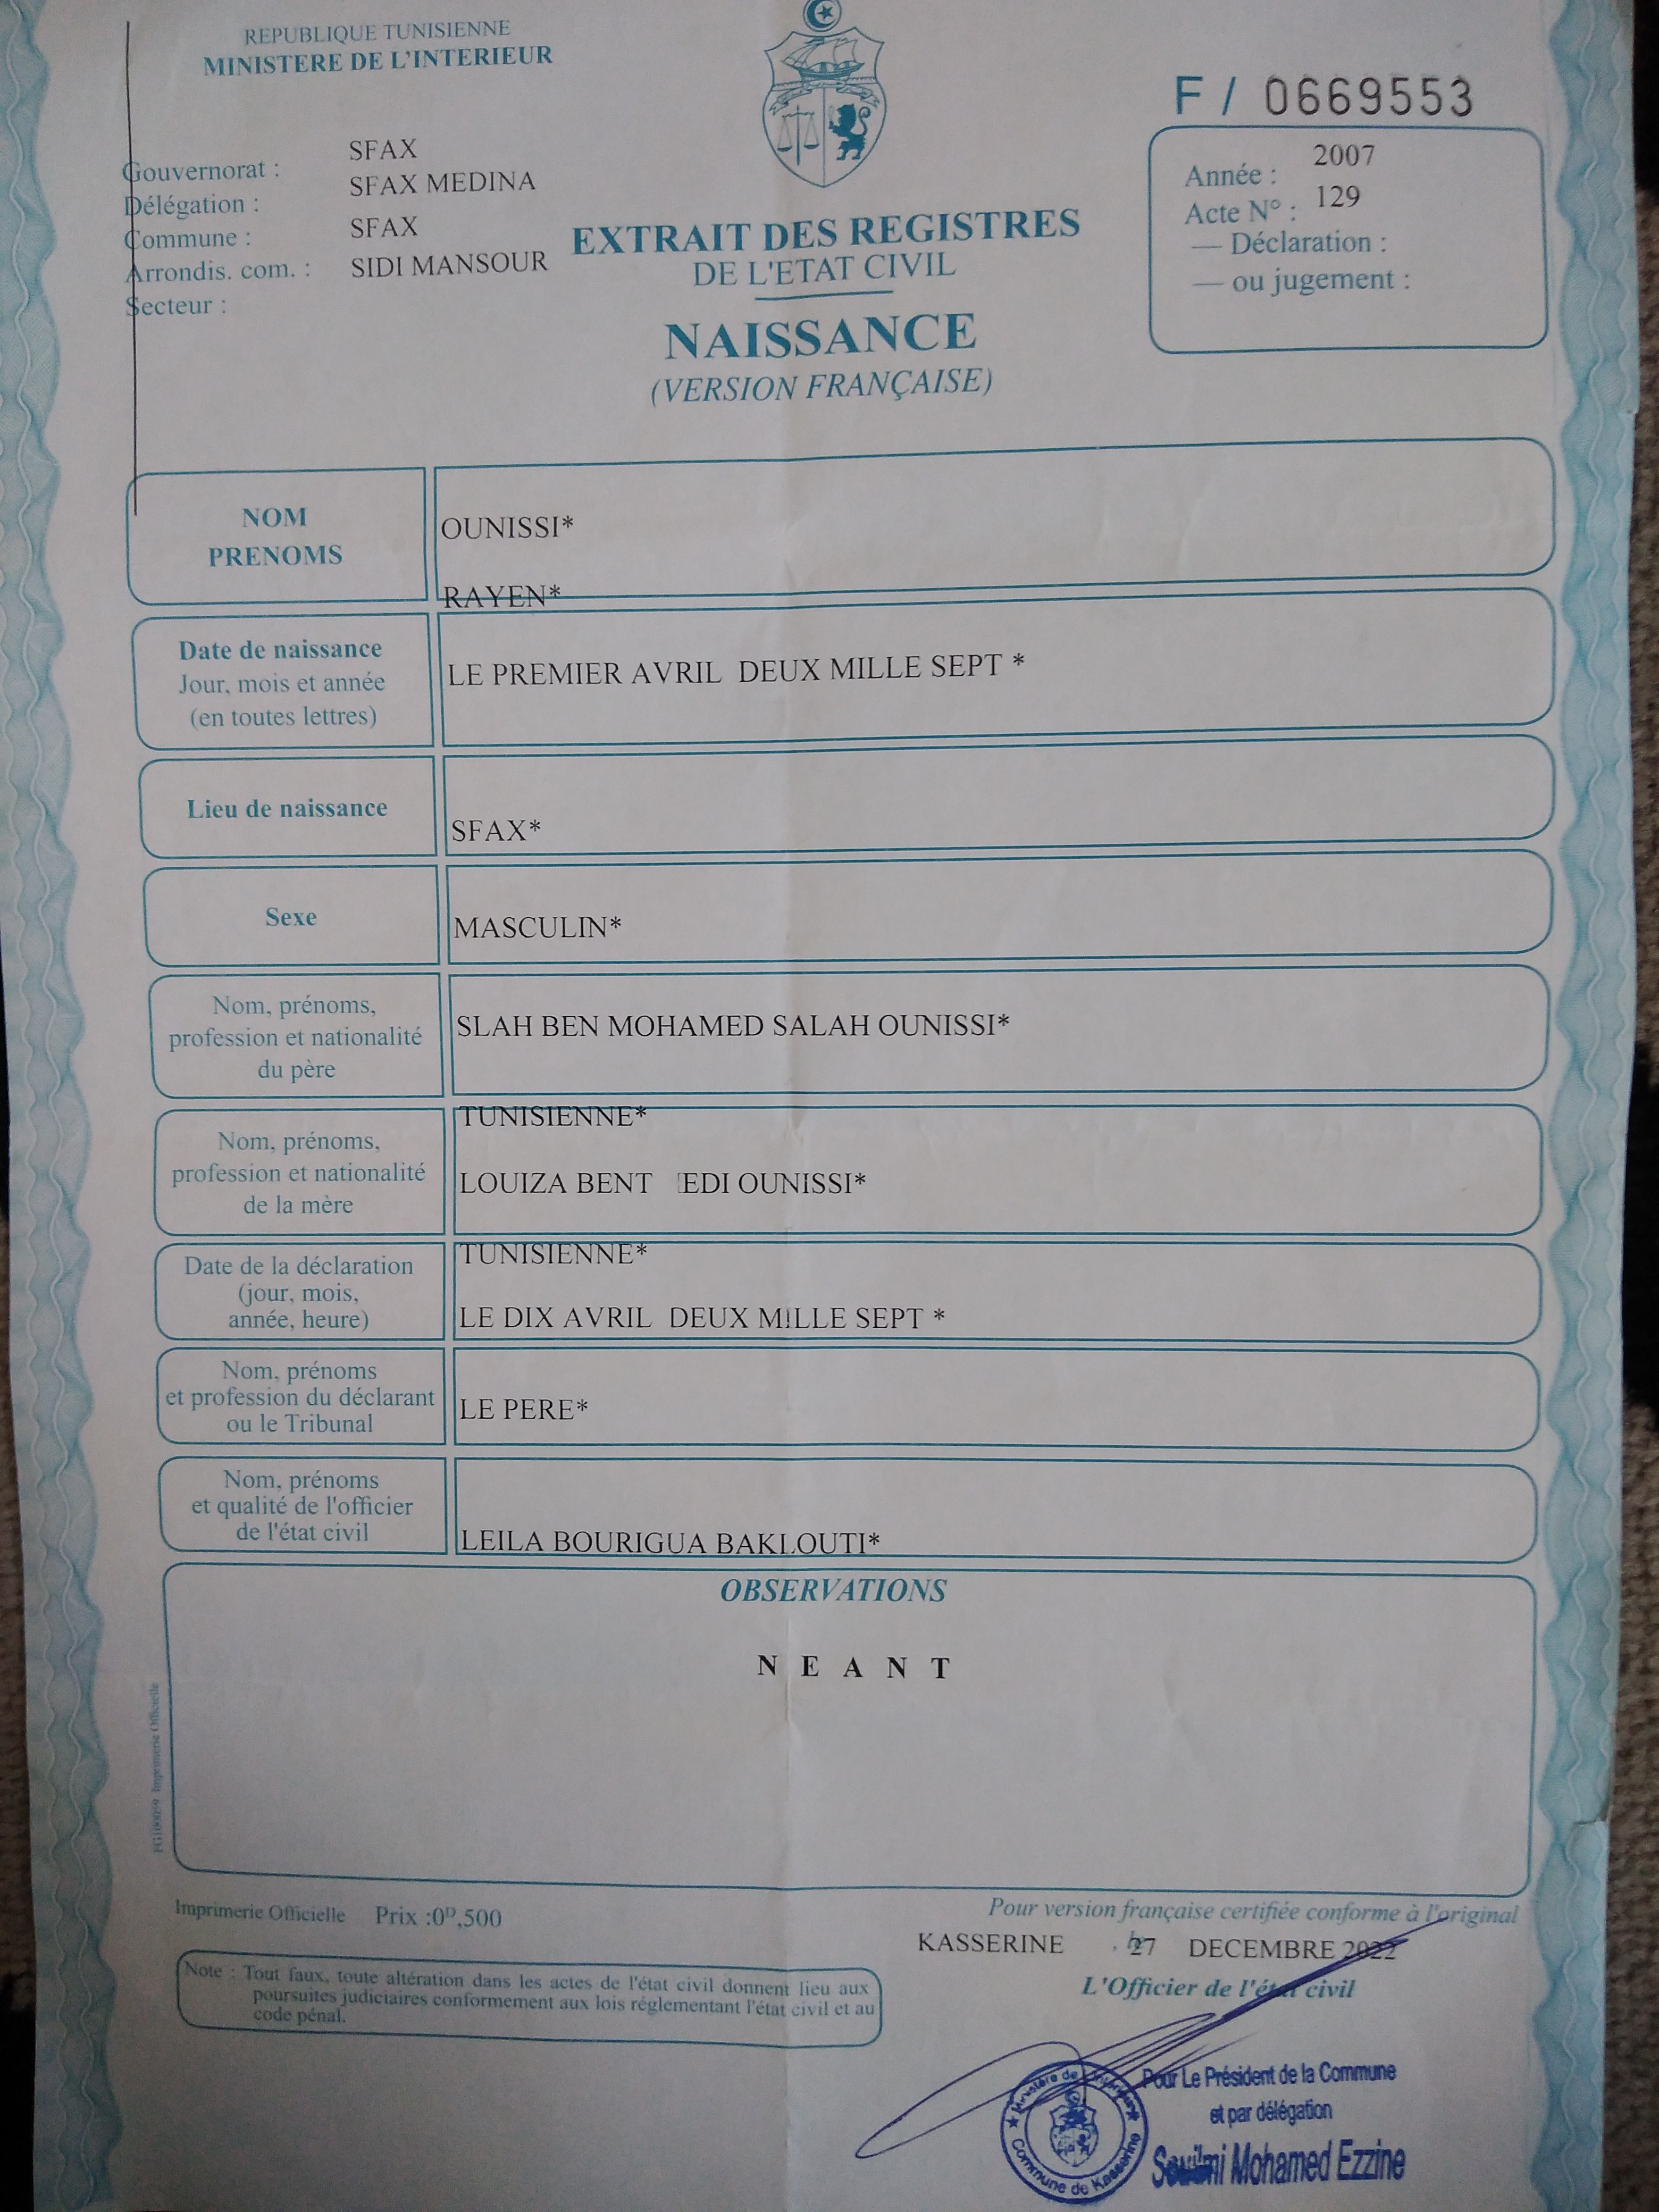 REPUBLIQUE TUNISIENNE
MINISTERE DE L'INTERIEUR
F / 0669553
Gouvernorat : SFAX
Délégation : SFAX MEDINA
Commune : SFAX
Arrondis. com. : SIDI MANSOUR
Secteur :
Année : 2007
Acte N° : 129
— Déclaration :
— ou jugement :
EXTRAIT DES REGISTRES
DE L'ETAT CIVIL
NAISSANCE
(VERSION FRANÇAISE)
NOM
PRENOMS
OUNISSI*
RAYEN*
Date de naissance
Jour, mois et année
(en toutes lettres)
LE PREMIER AVRIL DEUX MILLE SEPT *
Lieu de naissance
SFAX*
Sexe
MASCULIN*
Nom, prénoms,
profession et nationalité
du père
SLAH BEN MOHAMED SALAH OUNISSI*
TUNISIENNE*
Nom, prénoms,
profession et nationalité
de la mère
LOUIZA BENT EDI OUNISSI*
TUNISIENNE*
Date de la déclaration
(jour, mois,
année, heure)
LE DIX AVRIL DEUX MILLE SEPT *
Nom, prénoms
et profession du déclarant
ou le Tribunal
LE PERE*
Nom, prénoms
et qualité de l'officier
de l'état civil
LEILA BOURIGUA BAKLOUTI*
OBSERVATIONS
N E A N T
Imprimerie Officielle
Imprimerie Officielle Prix :0ᴰ,500
Note : Tout faux, toute altération dans les actes de l'état civil donnent lieu aux
poursuites judiciaires conformement aux lois réglementant l'état civil et au
code pénal.
Pour version française certifiée conforme à l'original
KASSERINE 27 DECEMBRE 2022
L'Officier de l'état civil
Pour Le Président de la Commune
et par délégation
Mohamed Ezzine
Ministère de l'Intérieur
Commune de Kasserine